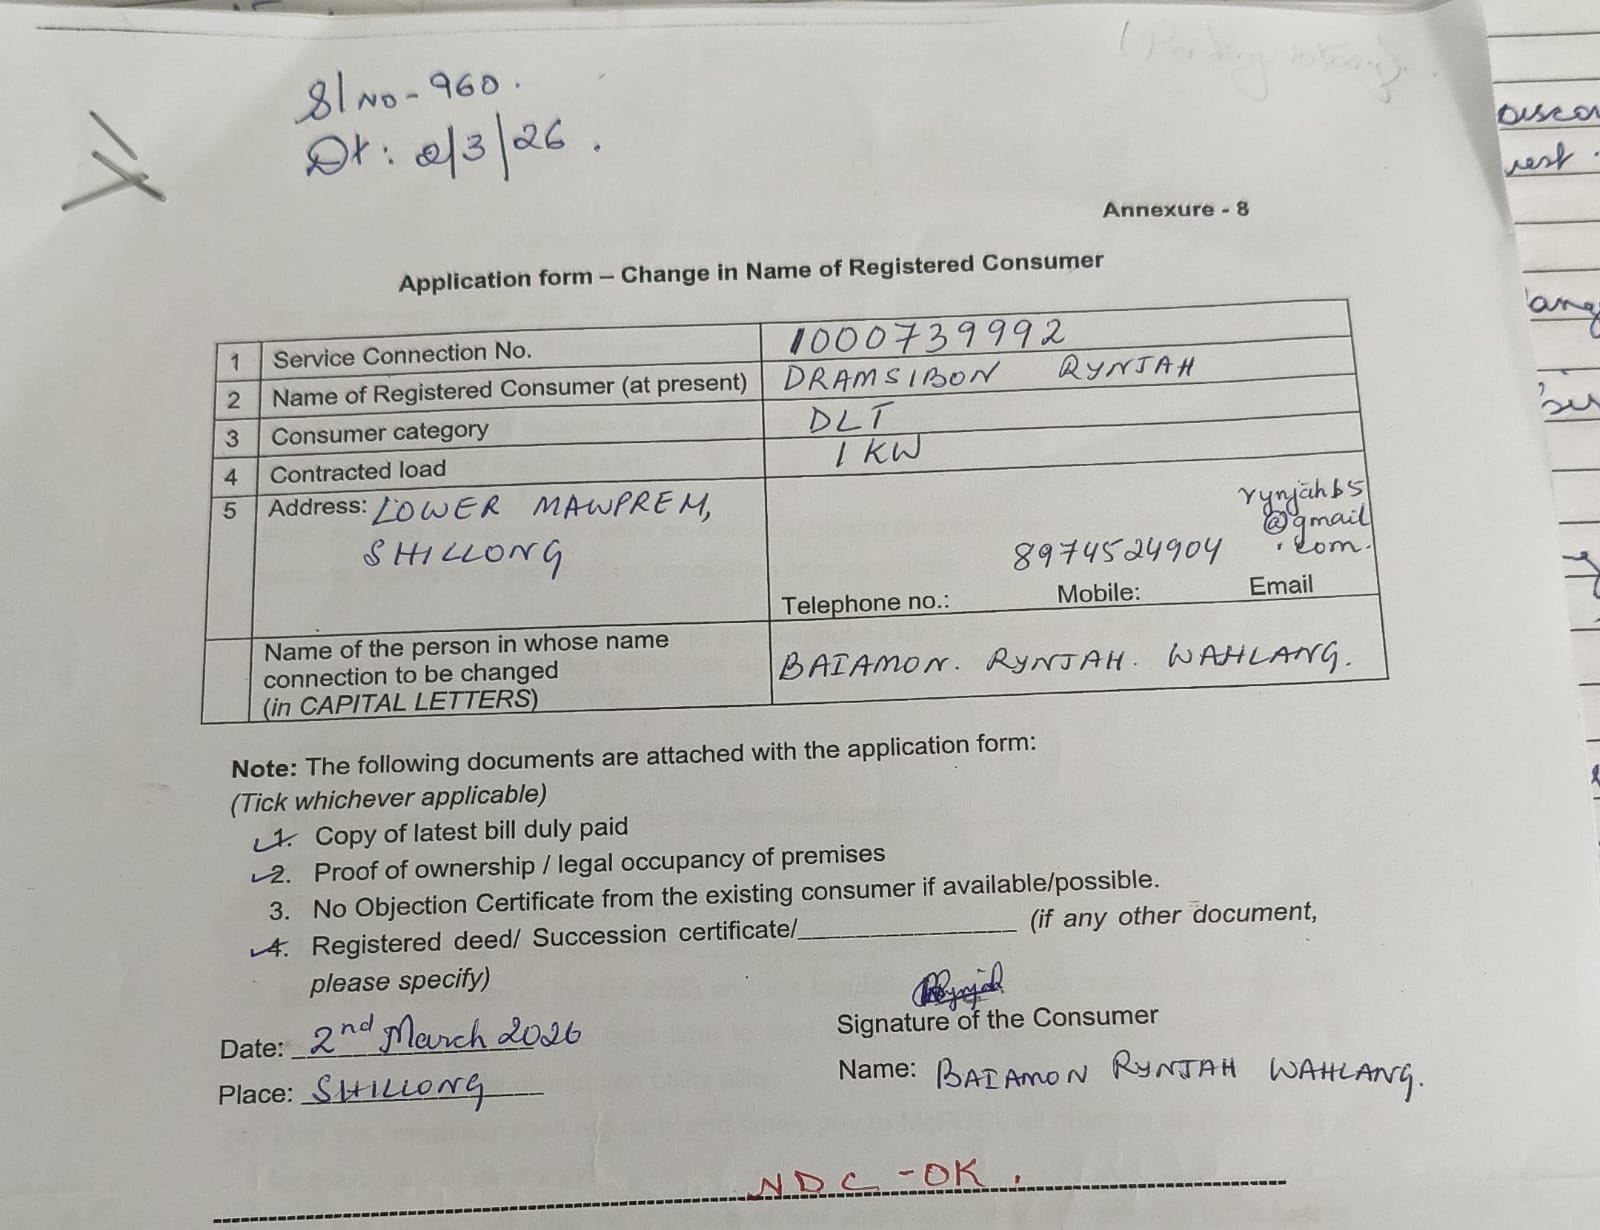 Sl No - 960.
Dt: 2/3/26.
Annexure - 8
Application form – Change in Name of Registered Consumer
1 Service Connection No. 1000739992
2 Name of Registered Consumer (at present) DRAMSIBON RYNJAH
3 Consumer category DLT
4 Contracted load 1 KW
5 Address: LOWER MAWPREM,
SHILLONG
rynjahb5
@gmail
.com.
8974524904
Telephone no.: Mobile: Email
Name of the person in whose name
connection to be changed
(in CAPITAL LETTERS)
BAIAMON. RYNJAH. WAHLANG.
Note: The following documents are attached with the application form:
(Tick whichever applicable)
1. Copy of latest bill duly paid
2. Proof of ownership / legal occupancy of premises
3. No Objection Certificate from the existing consumer if available/possible.
4. Registered deed/ Succession certificate/_______________ (if any other document,
please specify)
Signature of the Consumer
Date: 2nd March 2026
Name: BAIAMON RYNJAH WAHLANG.
Place: SHILLONG
NDC - OK.